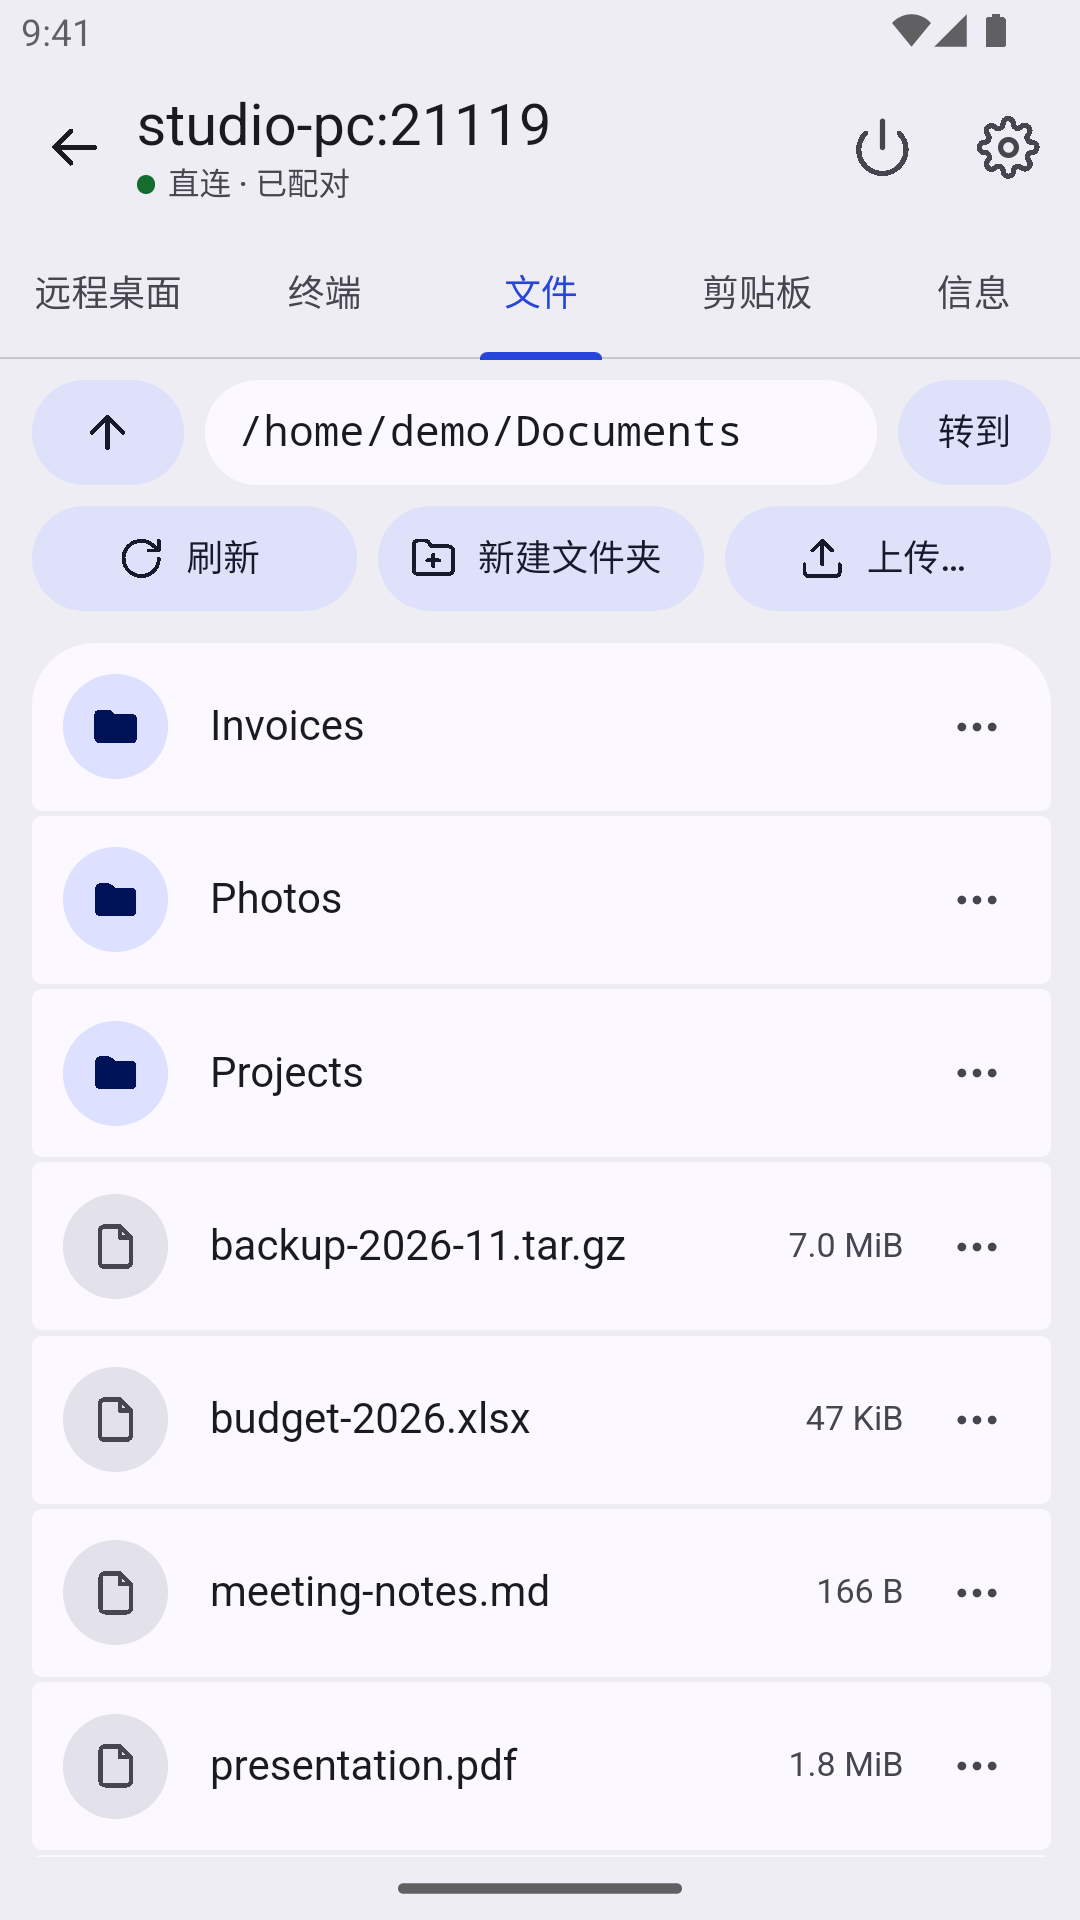 9:41
studio-pc:21119
直连 · 已配对
远程桌面 终端 文件 剪贴板 信息
/home/demo/Documents 转到
刷新 新建文件夹 上传…
Invoices
Photos
Projects
backup-2026-11.tar.gz 7.0 MiB
budget-2026.xlsx 47 KiB
meeting-notes.md 166 B
presentation.pdf 1.8 MiB